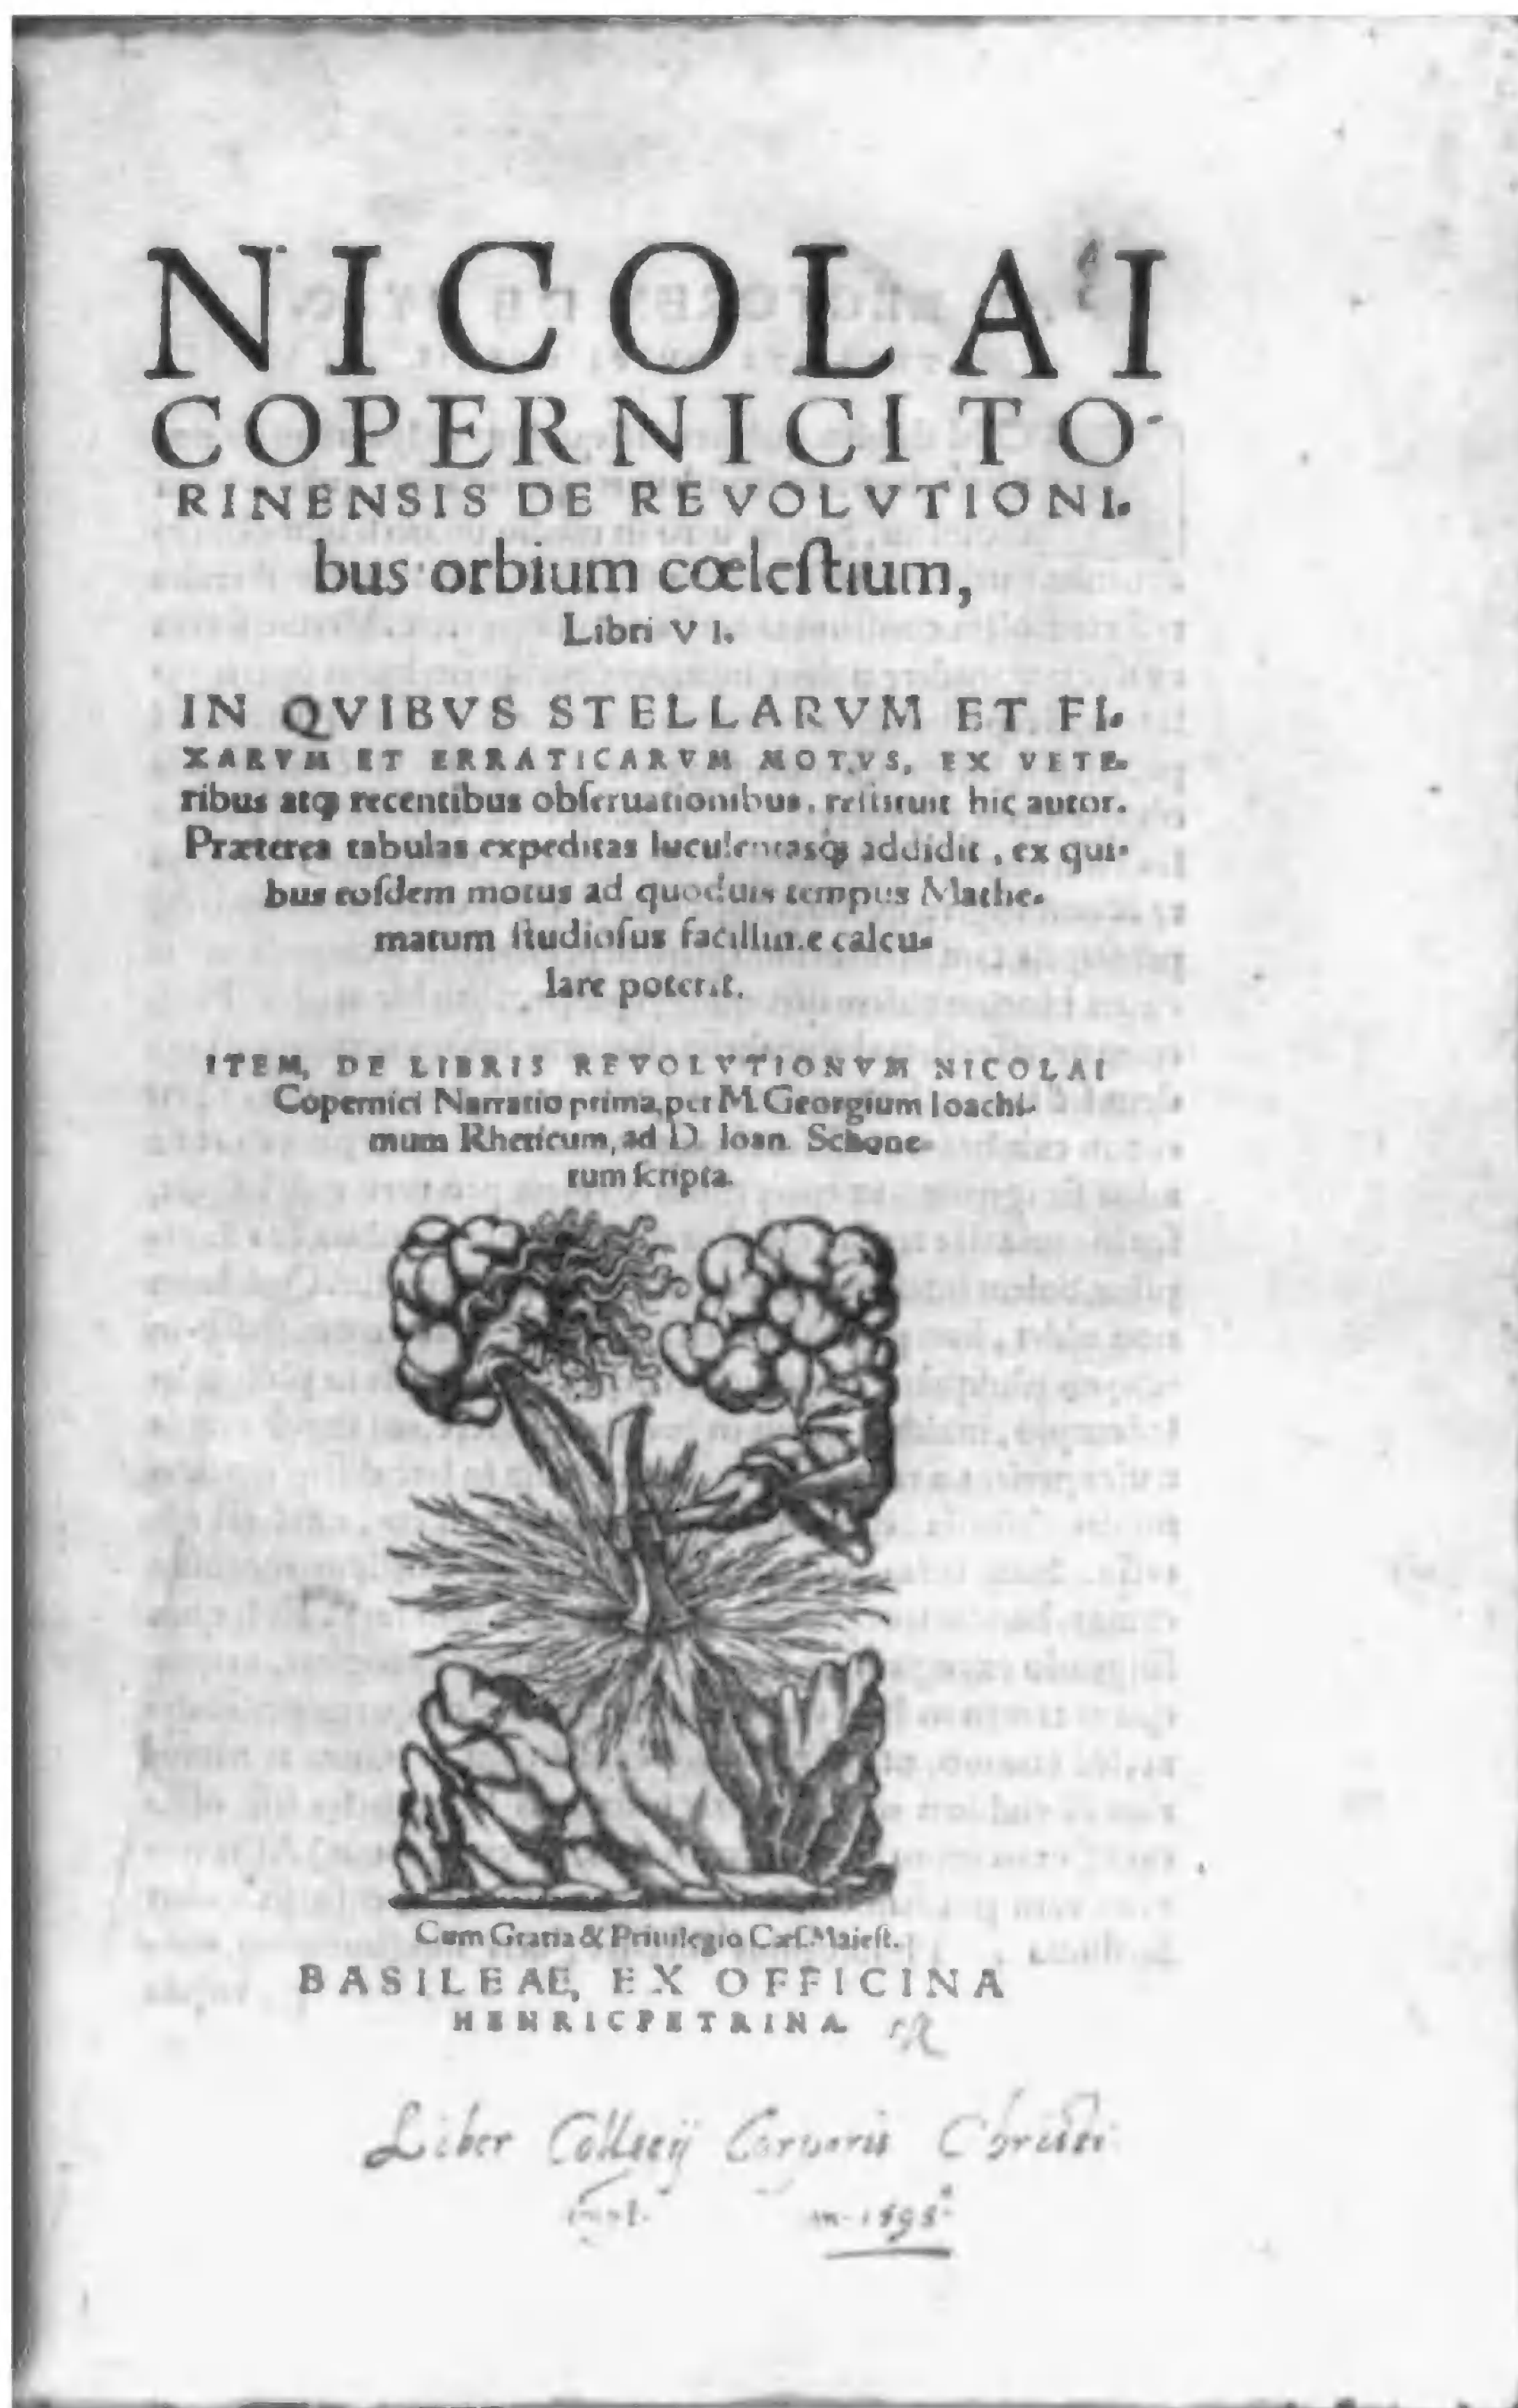 NICOLAI
COPERNICI TO-
RINENSIS DE REVOLVTIONI-
bus orbium cœlestium,
Libri VI.
IN QVIBVS STELLARVM ET FI-
XARVM ET ERRATICARVM MOTVS, EX VETE-
ribus atq́; recentibus obſeruationibus, reſtituit hic autor.
Præterea tabulas expeditas luculentasq́; addidit, ex qui-
bus eoſdem motus ad quoduis tempus Mathe-
matum ſtudioſus facillime calcu-
lare poterit.
ITEM, DE LIBRIS REVOLVTIONVM NICOLAI
Copernici Narratio prima, per M. Georgium Ioachi-
mum Rheticum, ad D. Ioan. Schone-
rum ſcripta.
Cum Gratia & Priuilegio Cæſ. Maieſt.
BASILEAE, EX OFFICINA
HENRICPETRINA.
Liber Collegij Corporis Christi